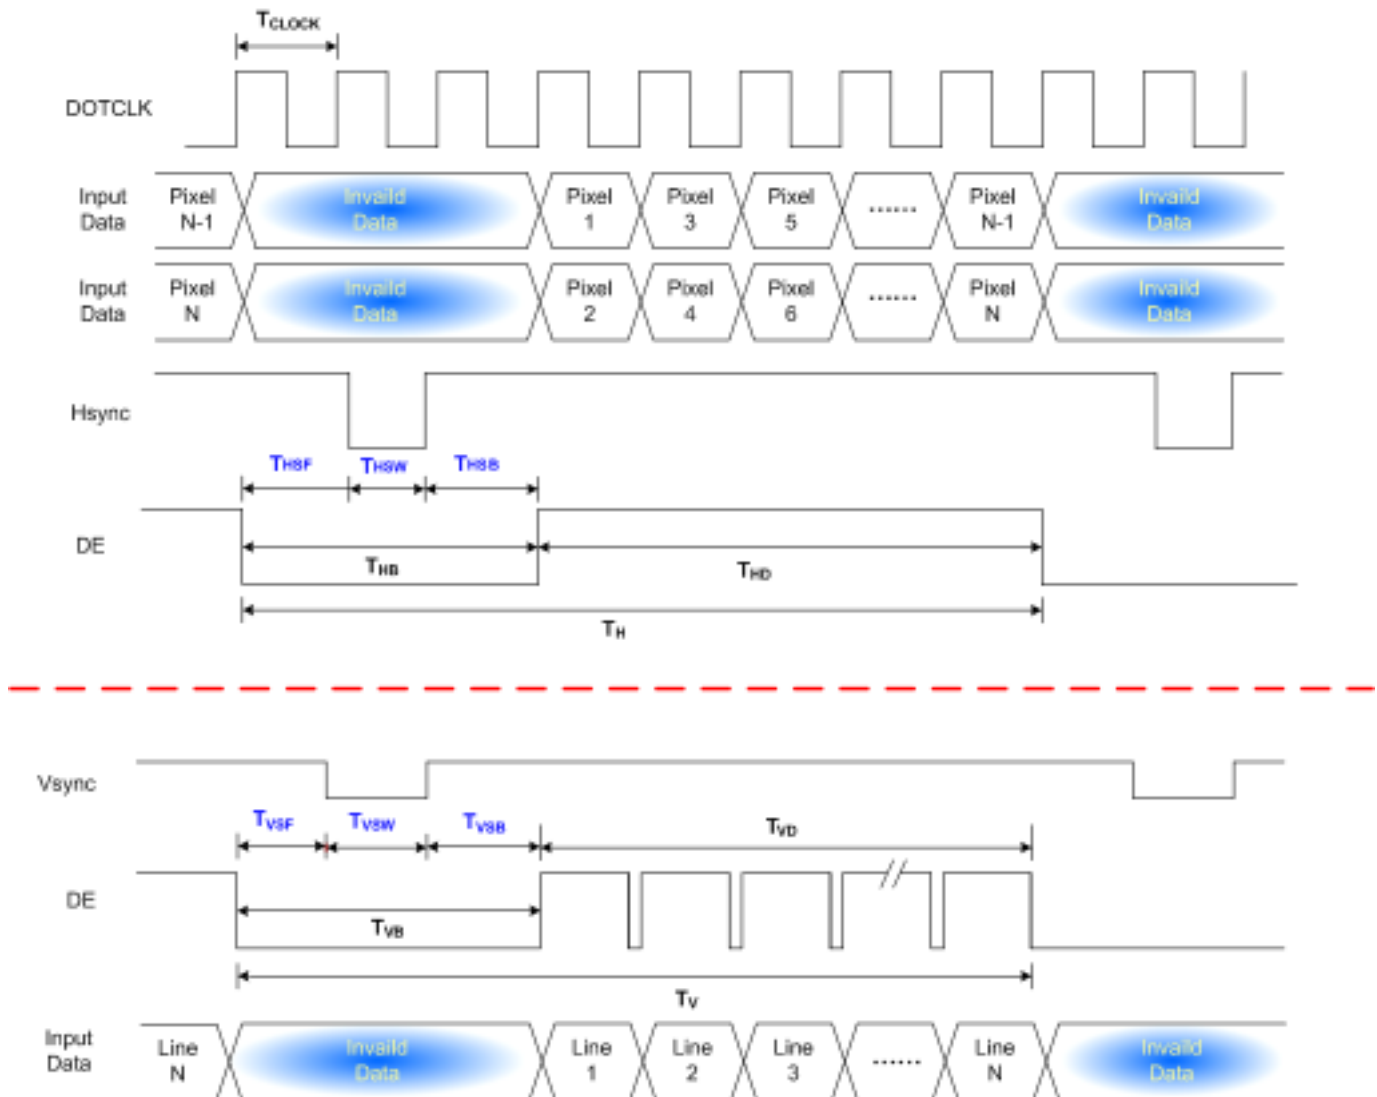 TCLOCK
DOTCLK
Input Data
Pixel N-1
Invaild Data
Pixel 1
Pixel 3
Pixel 5
......
Pixel N-1
Invaild Data
Input Data
Pixel N
Invaild Data
Pixel 2
Pixel 4
Pixel 6
......
Pixel N
Invaild Data
Hsync
THSF
THSW
THSB
DE
THB
THD
TH
Vsync
TVSF
TVSW
TVSB
TVD
DE
TVB
TV
Input Data
Line N
Invaild Data
Line 1
Line 2
Line 3
......
Line N
Invaild Data